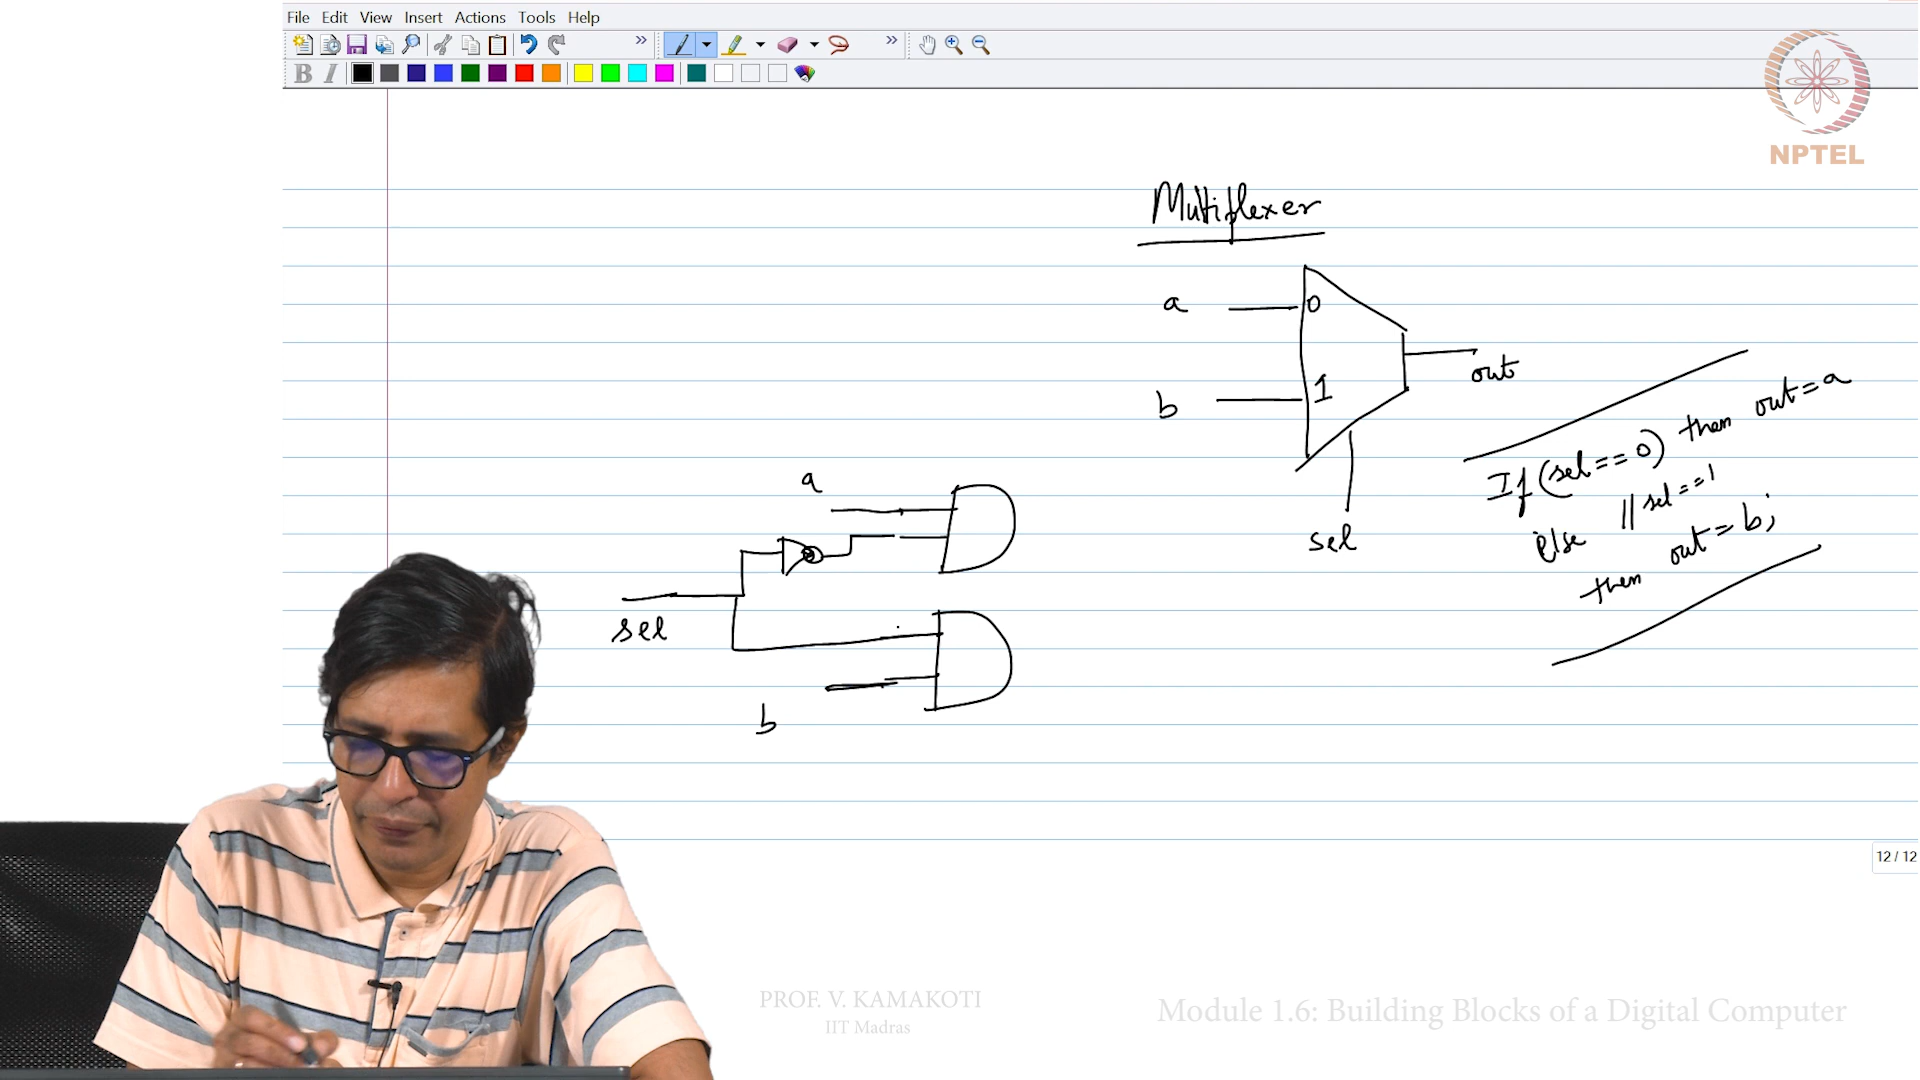 File Edit View Insert Actions Tools Help
B I
NPTEL
Multiplexer
a
0
b
1
out
sel
If (sel==0) then out=a
else // sel==1
then out=b;
a
sel
b
12 / 12
PROF. V. KAMAKOTI
IIT Madras
Module 1.6: Building Blocks of a Digital Computer